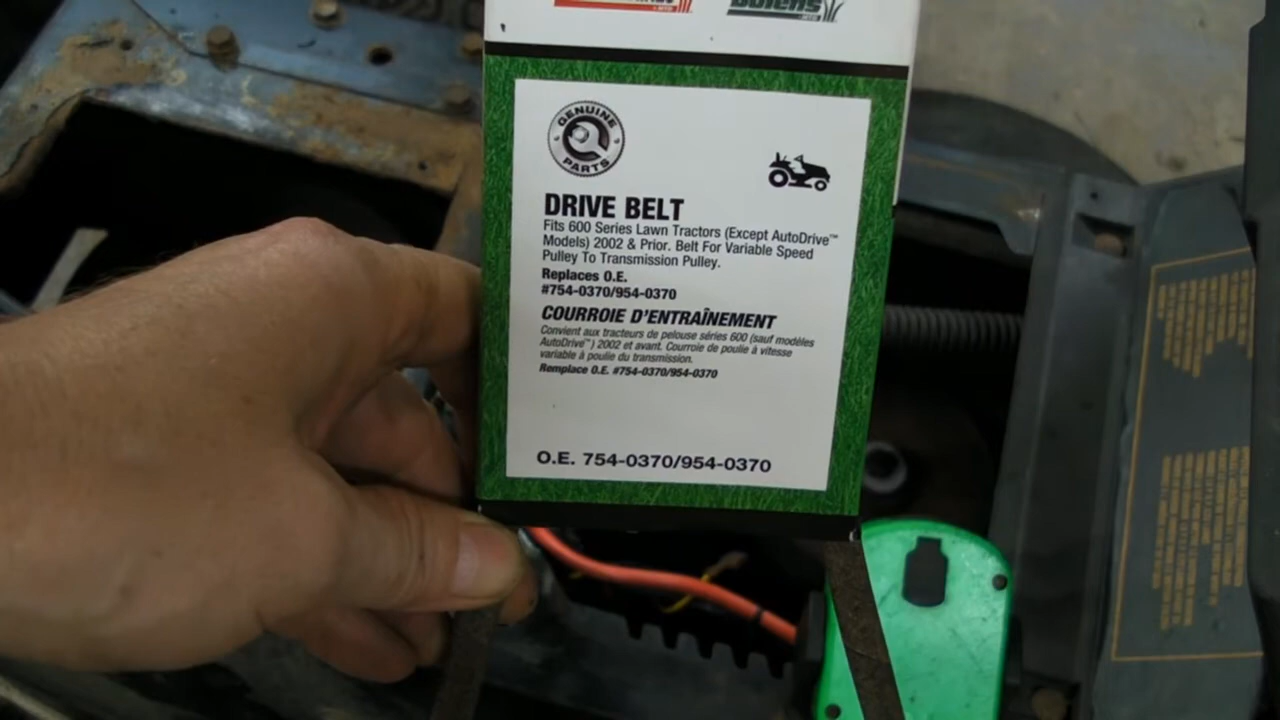 Bolens
GENUINE
PARTS
DRIVE BELT
Fits 600 Series Lawn Tractors (Except AutoDrive™
Models) 2002 & Prior. Belt For Variable Speed
Pulley To Transmission Pulley.
Replaces O.E.
#754-0370/954-0370
COURROIE D'ENTRAÎNEMENT
Convient aux tracteurs de pelouse séries 600 (sauf modèles
AutoDrive™) 2002 et avant. Courroie de poulie à vitesse
variable à poulie du transmission.
Remplace O.E. #754-0370/954-0370
O.E. 754-0370/954-0370